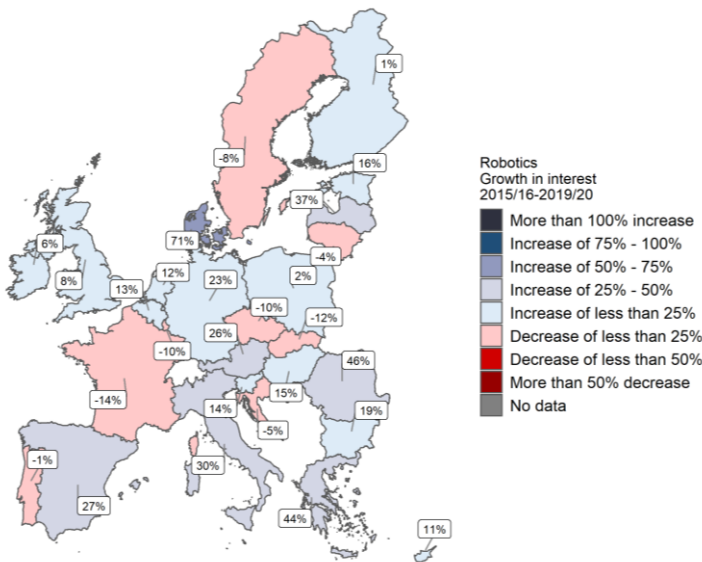 1%
16%
-8%
37%
71%
6%
-4%
12%
2%
23%
8%
13%
-10%
-12%
26%
-10%
46%
15%
-14%
14%
19%
-5%
-1%
30%
27%
44%
11%
Robotics
Growth in interest
2015/16-2019/20
More than 100% increase
Increase of 75% - 100%
Increase of 50% - 75%
Increase of 25% - 50%
Increase of less than 25%
Decrease of less than 25%
Decrease of less than 50%
More than 50% decrease
No data